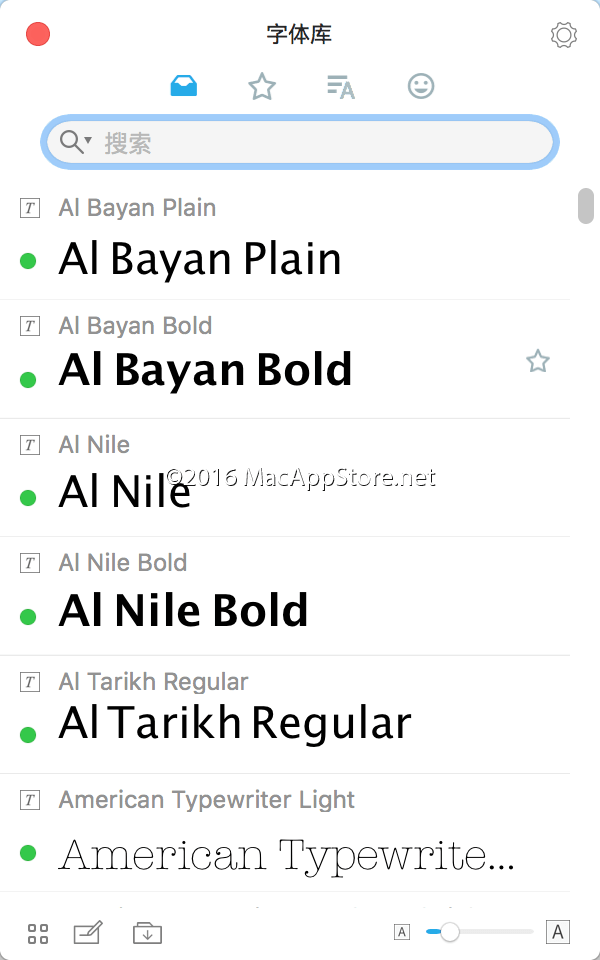 字体库
搜索
Al Bayan Plain
Al Bayan Plain
Al Bayan Bold
Al Bayan Bold
Al Nile
©2016 MacAppStore.net
Al Nile
Al Nile Bold
Al Nile Bold
Al Tarikh Regular
Al Tarikh Regular
American Typewriter Light
American Typewrite...
A A